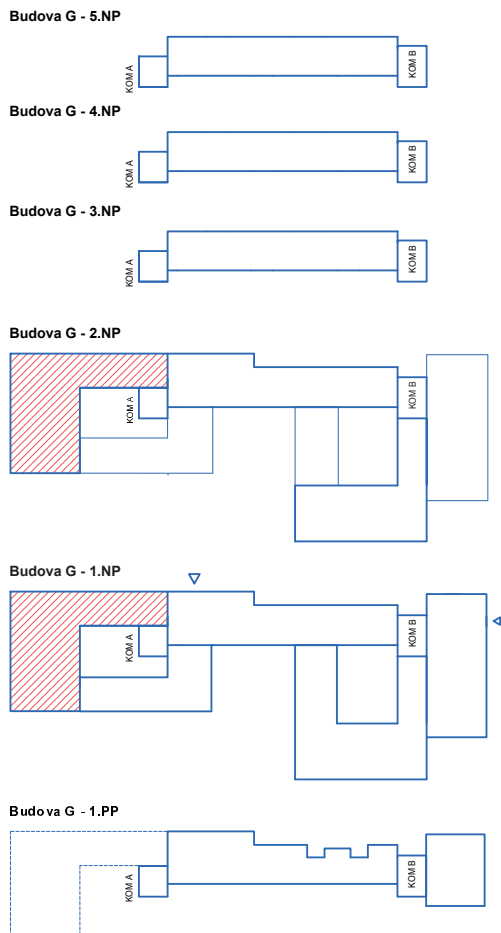 Budova G - 5.NP
KOM A
KOM B
Budova G - 4.NP
KOM A
KOM B
Budova G - 3.NP
KOM A
KOM B
Budova G - 2.NP
KOM A
KOM B
Budova G - 1.NP
KOM A
KOM B
Budova G - 1.PP
KOM A
KOM B